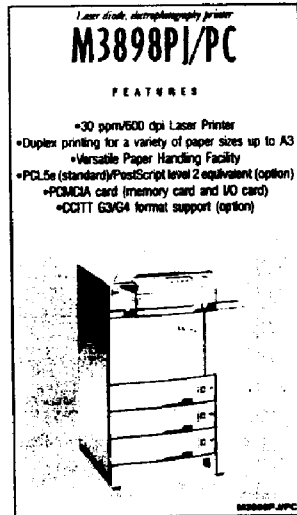 Laser diode, electrophotography printer
M3898PJ/PC
FEATURES
•30 ppm/600 dpi Laser Printer
•Duplex printing for a variety of paper sizes up to A3
•Versatile Paper Handling Facility
•PCL5e (standard)/PostScript level 2 equivalent (option)
•PCMCIA card (memory card and I/O card)
•CCITT G3/G4 format support (option)
M3898PJ/PC